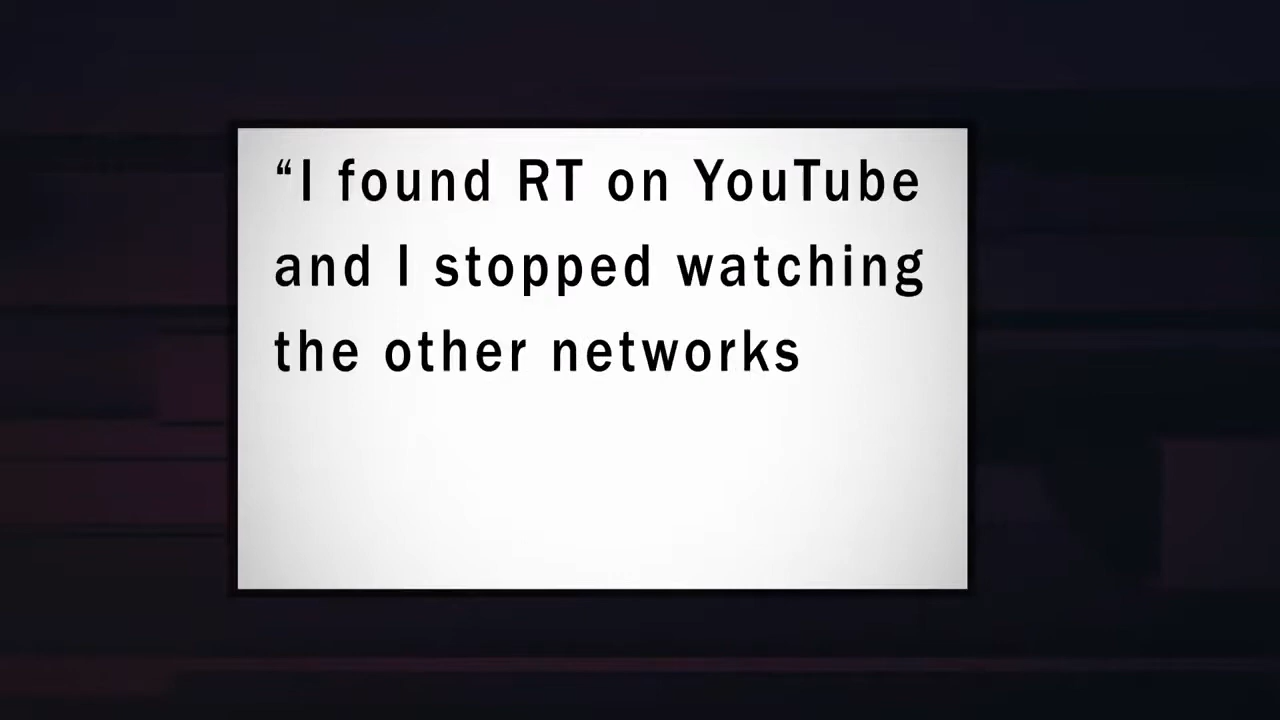 “I found RT on YouTube
and I stopped watching
the other networks